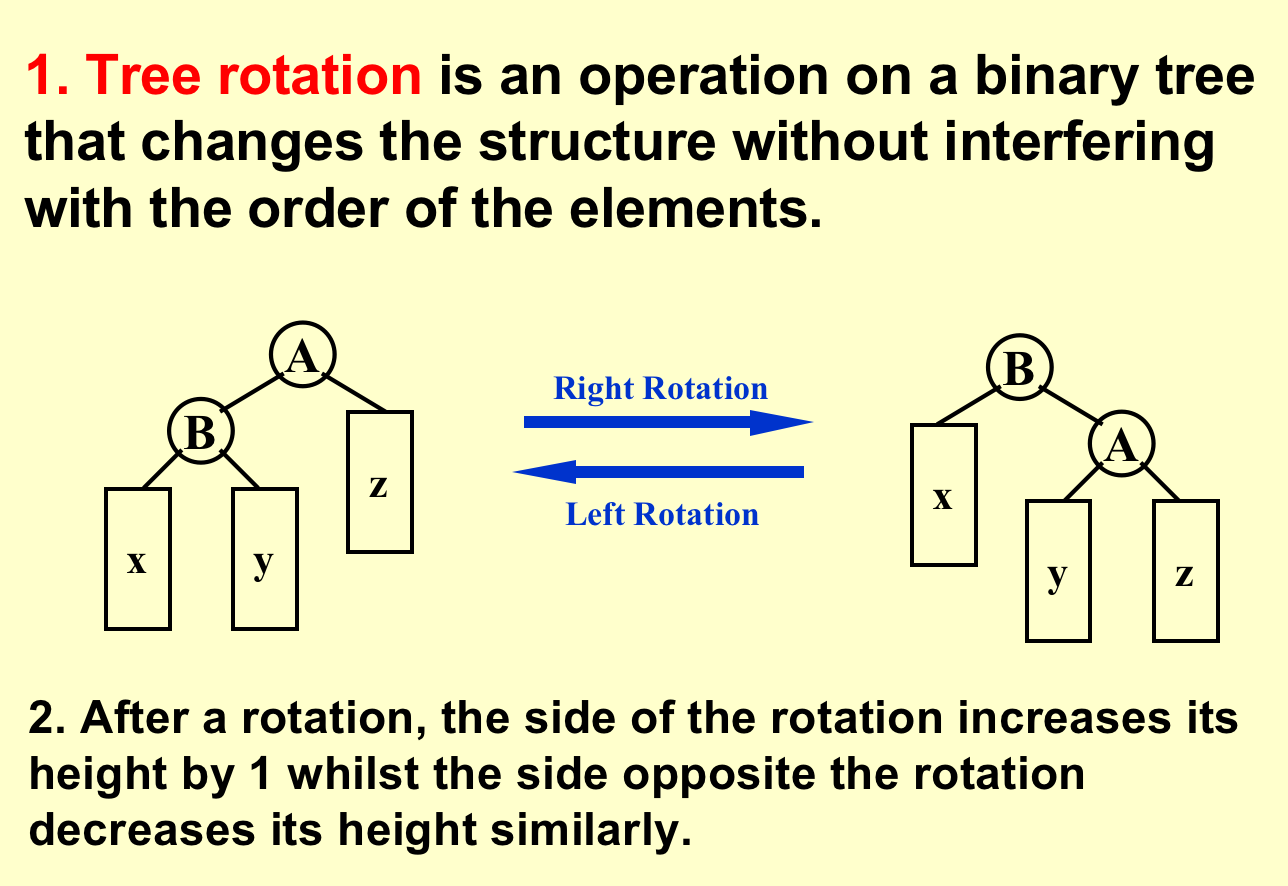 1. Tree rotation is an operation on a binary tree
that changes the structure without interfering
with the order of the elements.
A
B
z
x
y
Right Rotation
Left Rotation
B
A
x
y
z
2. After a rotation, the side of the rotation increases its
height by 1 whilst the side opposite the rotation
decreases its height similarly.